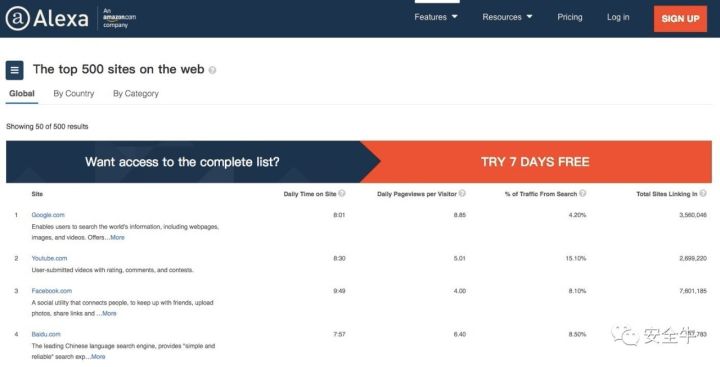 Alexa
An
amazon.com
company
Features
Resources
Pricing
Log in
SIGN UP
The top 500 sites on the web
Global
By Country
By Category
Showing 50 of 500 results
Want access to the complete list?
TRY 7 DAYS FREE
Site
Daily Time on Site
Daily Pageviews per Visitor
% of Traffic From Search
Total Sites Linking In
1 Google.com 8:01 8.85 4.20% 3,560,046
Enables users to search the world's information, including webpages,
images, and videos. Offers...More
2 Youtube.com 8:30 5.01 15.10% 2,699,220
User-submitted videos with rating, comments, and contests.
3 Facebook.com 9:49 4.00 8.10% 7,601,185
A social utility that connects people, to keep up with friends, upload
photos, share links and ...More
4 Baidu.com 7:57 6.40 8.50%
The leading Chinese language search engine, provides "simple and
reliable" search exp...More
安全牛